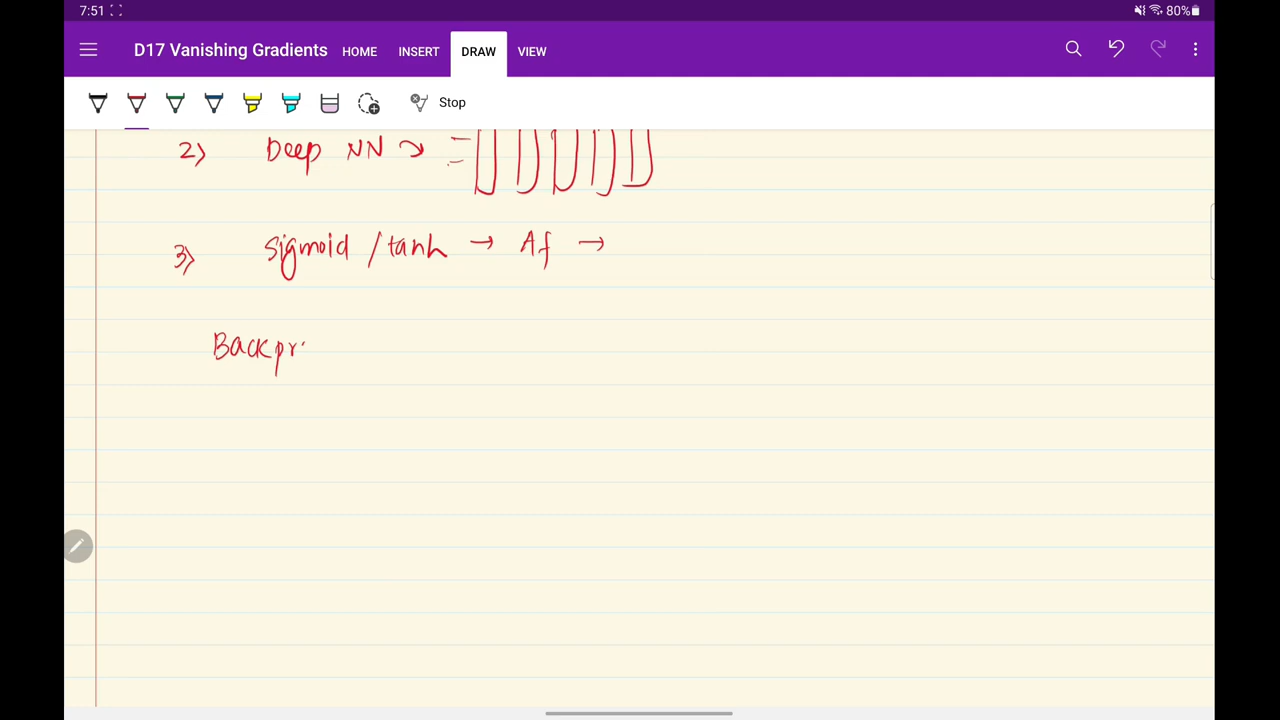 7:51 80%
D17 Vanishing Gradients HOME INSERT DRAW VIEW
Stop
2) Deep NN →
3) Sigmoid / tanh → Af →
Backpr